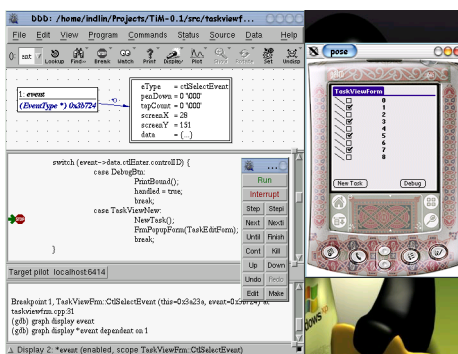 DDD: /home/indlin/Projects/TiM-0.1/src/taskviewf...
File Edit View Program Commands Status Source Data Help
(): sat Lookup Find» Break Watch Print Display Plot Show Rotate Set Undisp
1: event
(EventType *) 0x3b724
eType = ctlSelectEvent
penDown = 0 '\000'
tapCount = 0 '\000'
screenX = 28
screenY = 151
data = {...}
switch (event->data.ctlEnter.controlID) {
case DebugBtn:
PrintBound();
handled = true;
break;
case TaskViewNew:
NewTask();
FrmPopupForm(TaskEditForm);
break;
}
...
Run
Interrupt
Step Stepi
Next Nexti
Until Finish
Cont Kill
Up Down
Undo Redo
Edit Make
Target pilot localhost:6414
Breakpoint 1, TaskViewFrm::CtlSelectEvent (this=0x3a23a, event=0x3b724) at
taskviewfrm.cpp:31
(gdb) graph display event
(gdb) graph display *event dependent on 1
Display 2: *event (enabled, scope TaskViewForm::CtlSelectEvent)
pose
TaskViewForm
0
1
2
3
4
5
6
7
8
New Task Debug
dows
xp